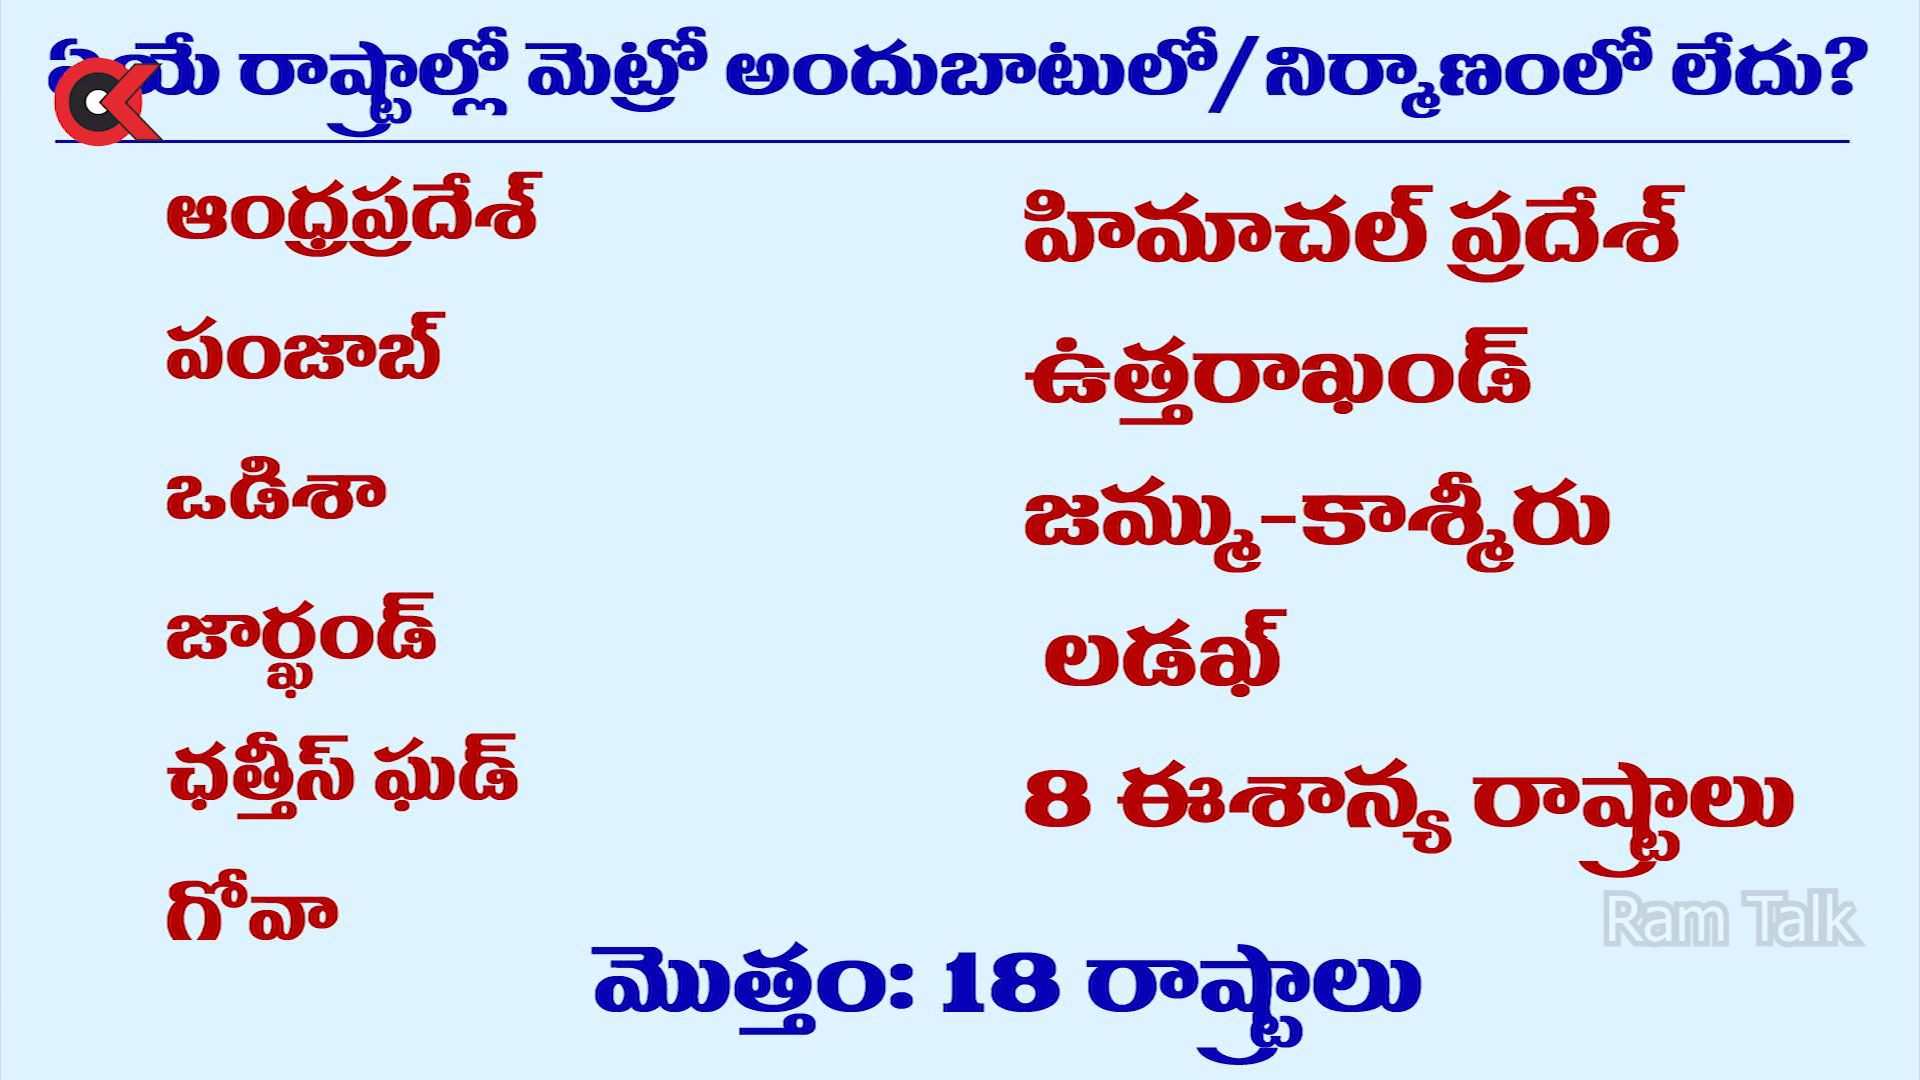 ఏయే రాష్ట్రాల్లో మెట్రో అందుబాటులో/నిర్మాణంలో లేదు?
ఆంధ్రప్రదేశ్
పంజాబ్
ఒడిశా
జార్ఖండ్
ఛత్తీస్ ఘడ్
గోవా
హిమాచల్ ప్రదేశ్
ఉత్తరాఖండ్
జమ్ము-కాశ్మీరు
లడఖ్
8 ఈశాన్య రాష్ట్రాలు
మొత్తం: 18 రాష్ట్రాలు
Ram Talk